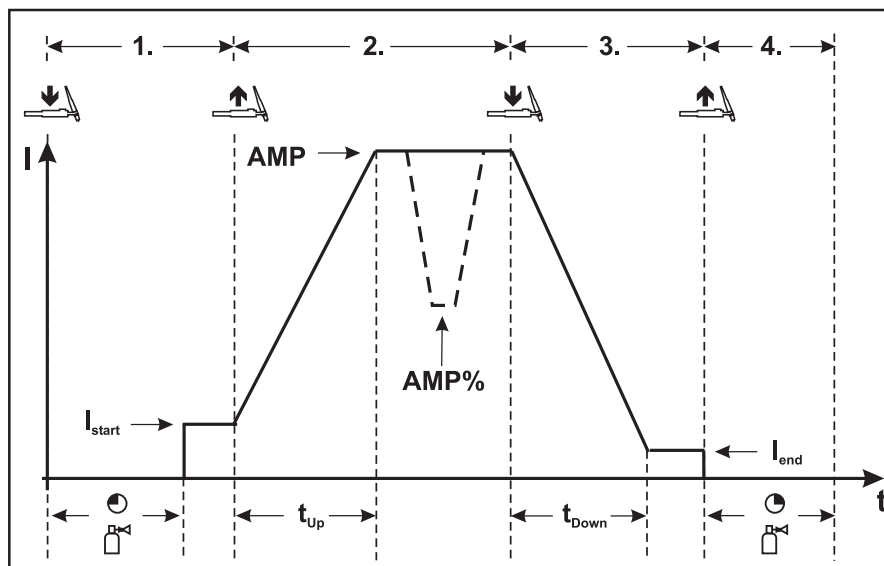 1. 2. 3. 4.
I
AMP
AMP%
Istart
Iend
t
tUp
tDown